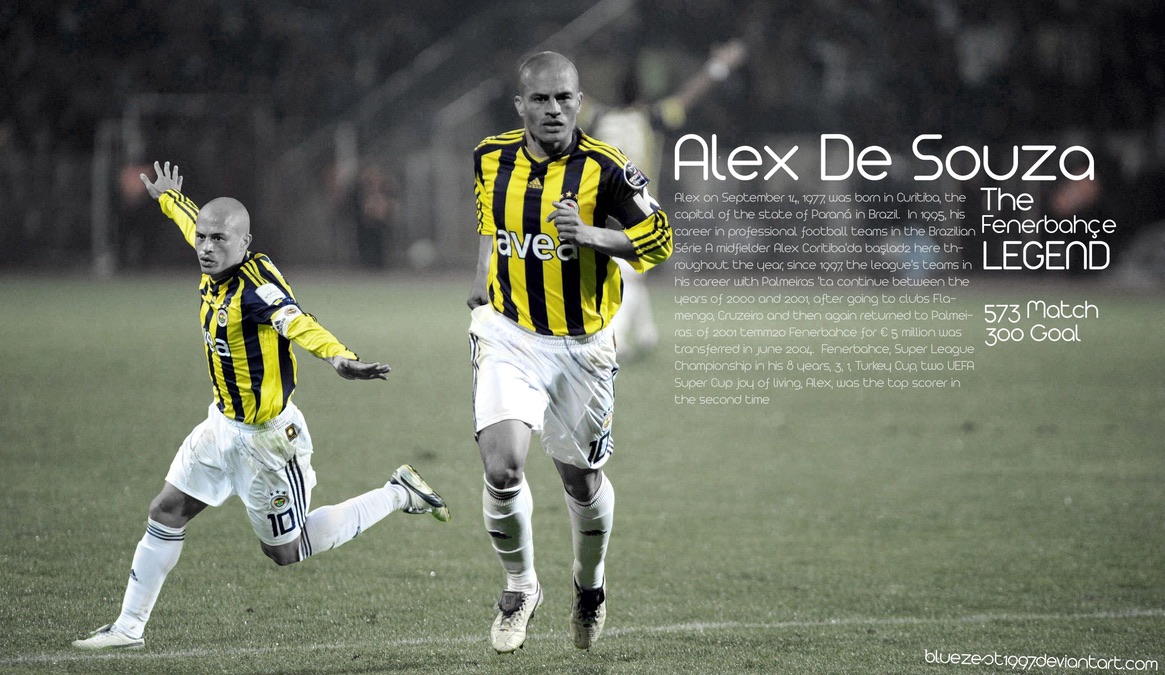 Alex De Souza
Alex on September 14, 1977, was born in Curitiba, the
capital of the state of Paraná in Brazil. In 1995, his
career in professional football teams in the Brazilian
Série A midfielder Alex Coritiba'da başladı2 here th-
roughout the year, since 1997, the league's teams in
his career with Palmeiras 'ta continue between the
years of 2000 and 2001, after going to clubs Fla-
mengo, Cruzeiro and then again returned to Palmei-
ras. of 2001 temm2o Fenerbahce for € 5 million was
transferred in june 2004. Fenerbahce, Super League
Championship in his 8 years, 3, 1, Turkey Cup, two UEFA
Super Cup joy of living, Alex, was the top scorer in
the second time
The
Fenerbahçe
LEGEND
573 Match
300 Goal
avea
10
10
bluezest1997.deviantart.com